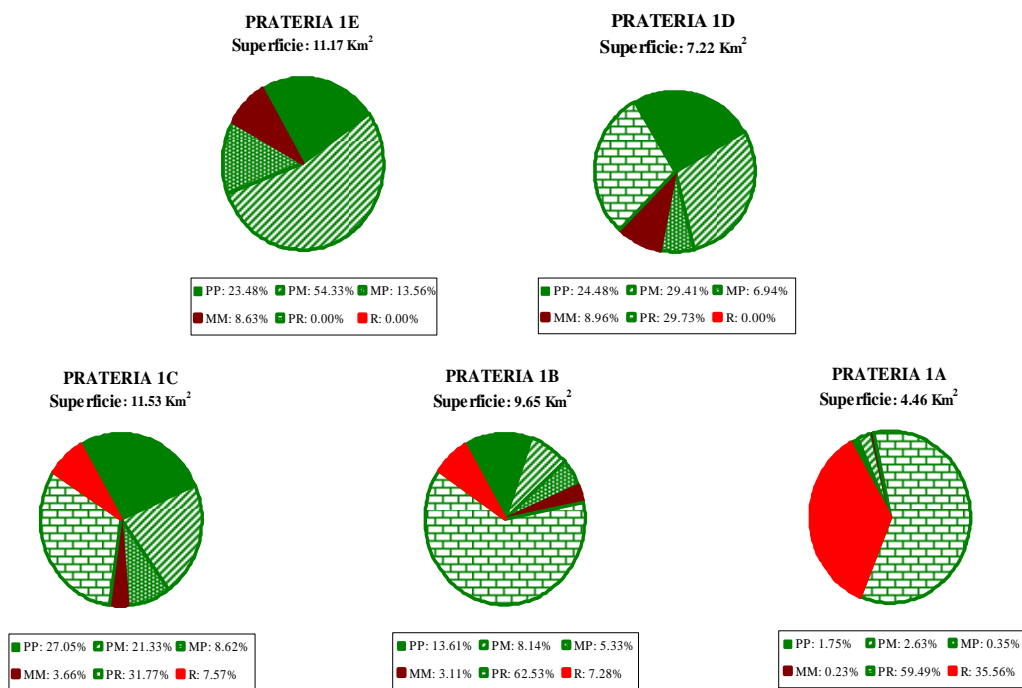 PRATERIA 1E
Superficie: 11.17 Km²
PRATERIA 1D
Superficie: 7.22 Km²
PP: 23.48% PM: 54.33% MP: 13.56%
MM: 8.63% PR: 0.00% R: 0.00%
PP: 24.48% PM: 29.41% MP: 6.94%
MM: 8.96% PR: 29.73% R: 0.00%
PRATERIA 1C
Superficie: 11.53 Km²
PRATERIA 1B
Superficie: 9.65 Km²
PRATERIA 1A
Superficie: 4.46 Km²
PP: 27.05% PM: 21.33% MP: 8.62%
MM: 3.66% PR: 31.77% R: 7.57%
PP: 13.61% PM: 8.14% MP: 5.33%
MM: 3.11% PR: 62.53% R: 7.28%
PP: 1.75% PM: 2.63% MP: 0.35%
MM: 0.23% PR: 59.49% R: 35.56%